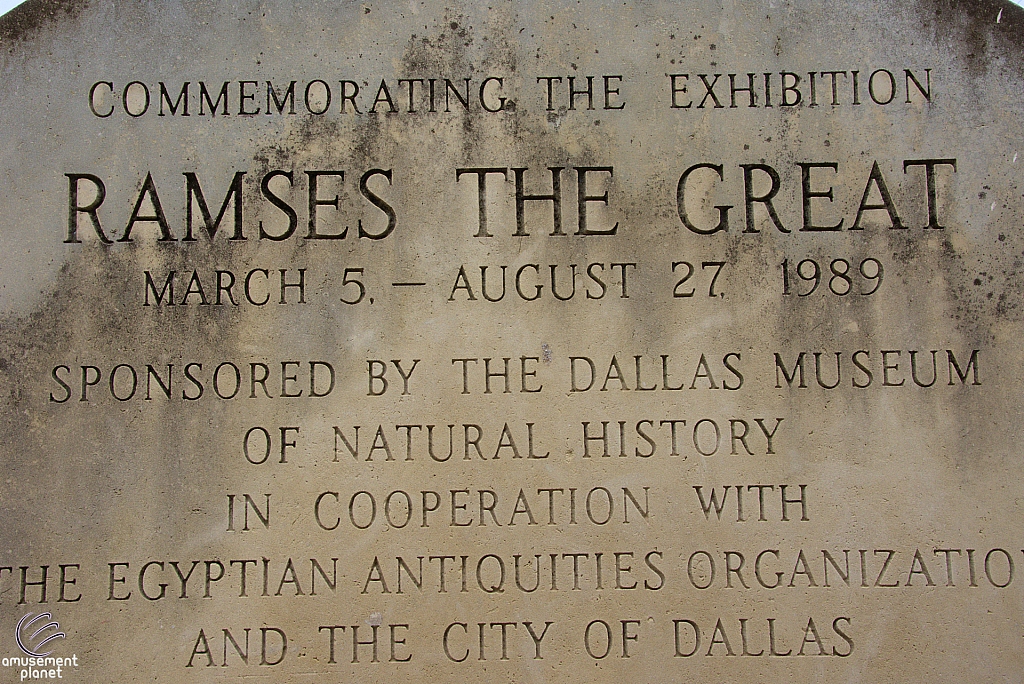 COMMEMORATING THE EXHIBITION
RAMSES THE GREAT
MARCH 5, — AUGUST 27, 1989
SPONSORED BY THE DALLAS MUSEUM
OF NATURAL HISTORY
IN COOPERATION WITH
THE EGYPTIAN ANTIQUITIES ORGANIZATIO
AND THE CITY OF DALLAS
amusement
planet